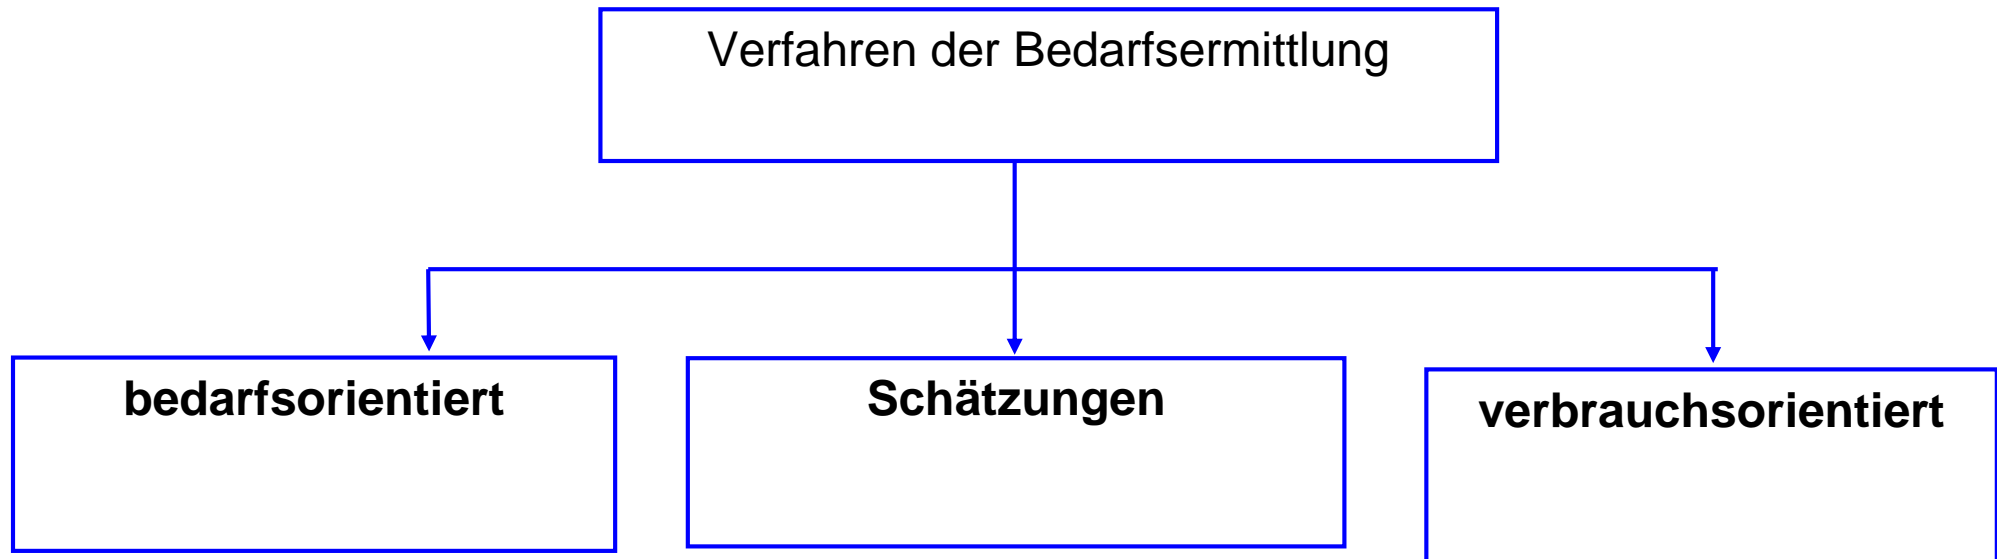 Verfahren der Bedarfsermittlung
bedarfsorientiert
Schätzungen
verbrauchsorientiert